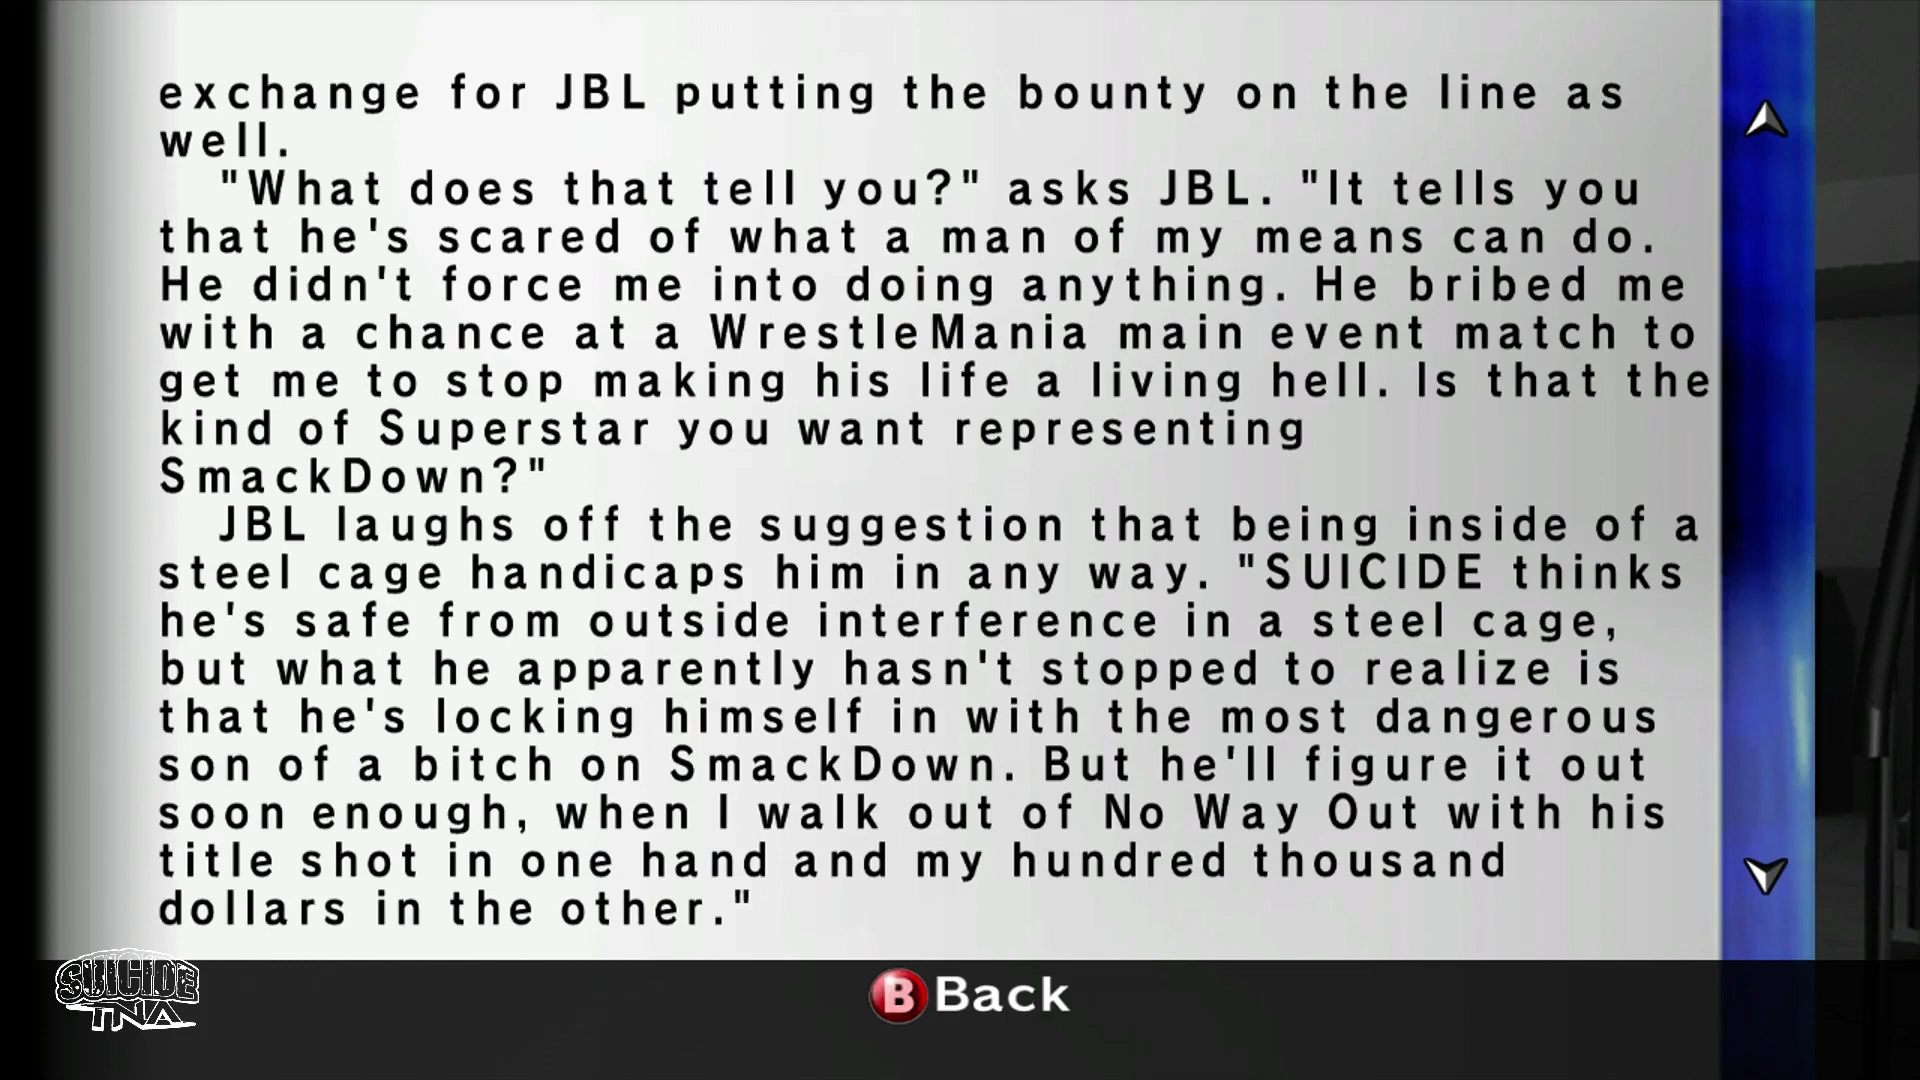 exchange for JBL putting the bounty on the line as
well.
"What does that tell you?" asks JBL. "It tells you
that he's scared of what a man of my means can do.
He didn't force me into doing anything. He bribed me
with a chance at a WrestleMania main event match to
get me to stop making his life a living hell. Is that the
kind of Superstar you want representing
SmackDown?"
JBL laughs off the suggestion that being inside of a
steel cage handicaps him in any way. "SUICIDE thinks
he's safe from outside interference in a steel cage,
but what he apparently hasn't stopped to realize is
that he's locking himself in with the most dangerous
son of a bitch on SmackDown. But he'll figure it out
soon enough, when I walk out of No Way Out with his
title shot in one hand and my hundred thousand
dollars in the other."
SUICIDE
TNA
B Back